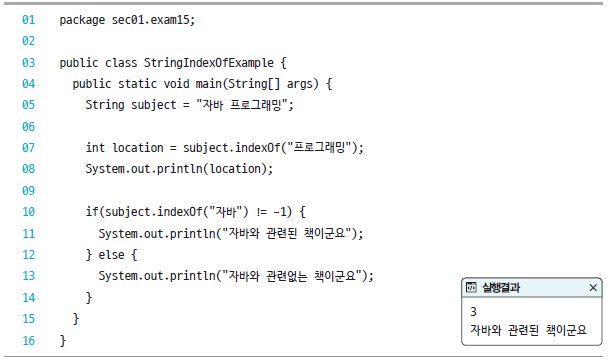 01 package sec01.exam15;
02
03 public class StringIndexOfExample {
04 public static void main(String[] args) {
05 String subject = "자바 프로그래밍";
06
07 int location = subject.indexOf("프로그래밍");
08 System.out.println(location);
09
10 if(subject.indexOf("자바") != -1) {
11 System.out.println("자바와 관련된 책이군요");
12 } else {
13 System.out.println("자바와 관련없는 책이군요");
14 }
15 }
16 }
실행결과
3
자바와 관련된 책이군요